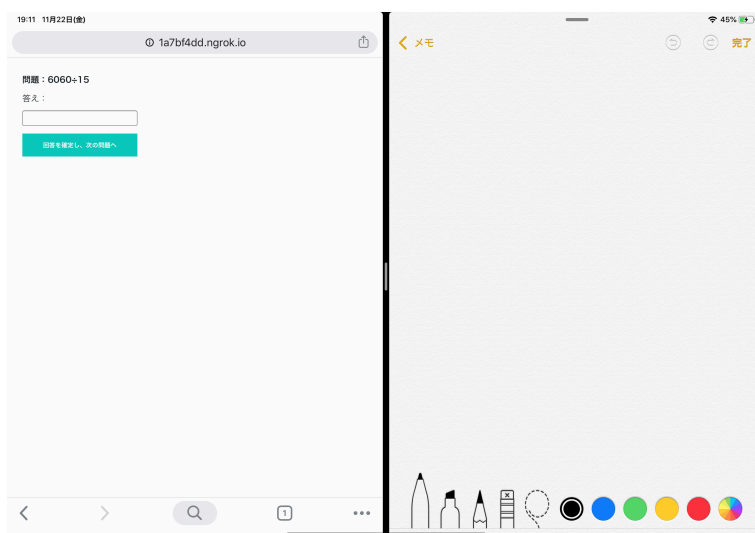 19:11 11月22日(金)
1a7bf4dd.ngrok.io
問題：6060÷15
答え：
回答を確定し、次の問題へ
1
45%
メモ
完了